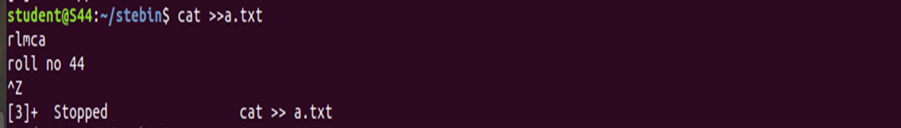 student@S44:~/stebin$ cat >>a.txt
rlmca
roll no 44
^Z
[3]+  Stopped                 cat >> a.txt